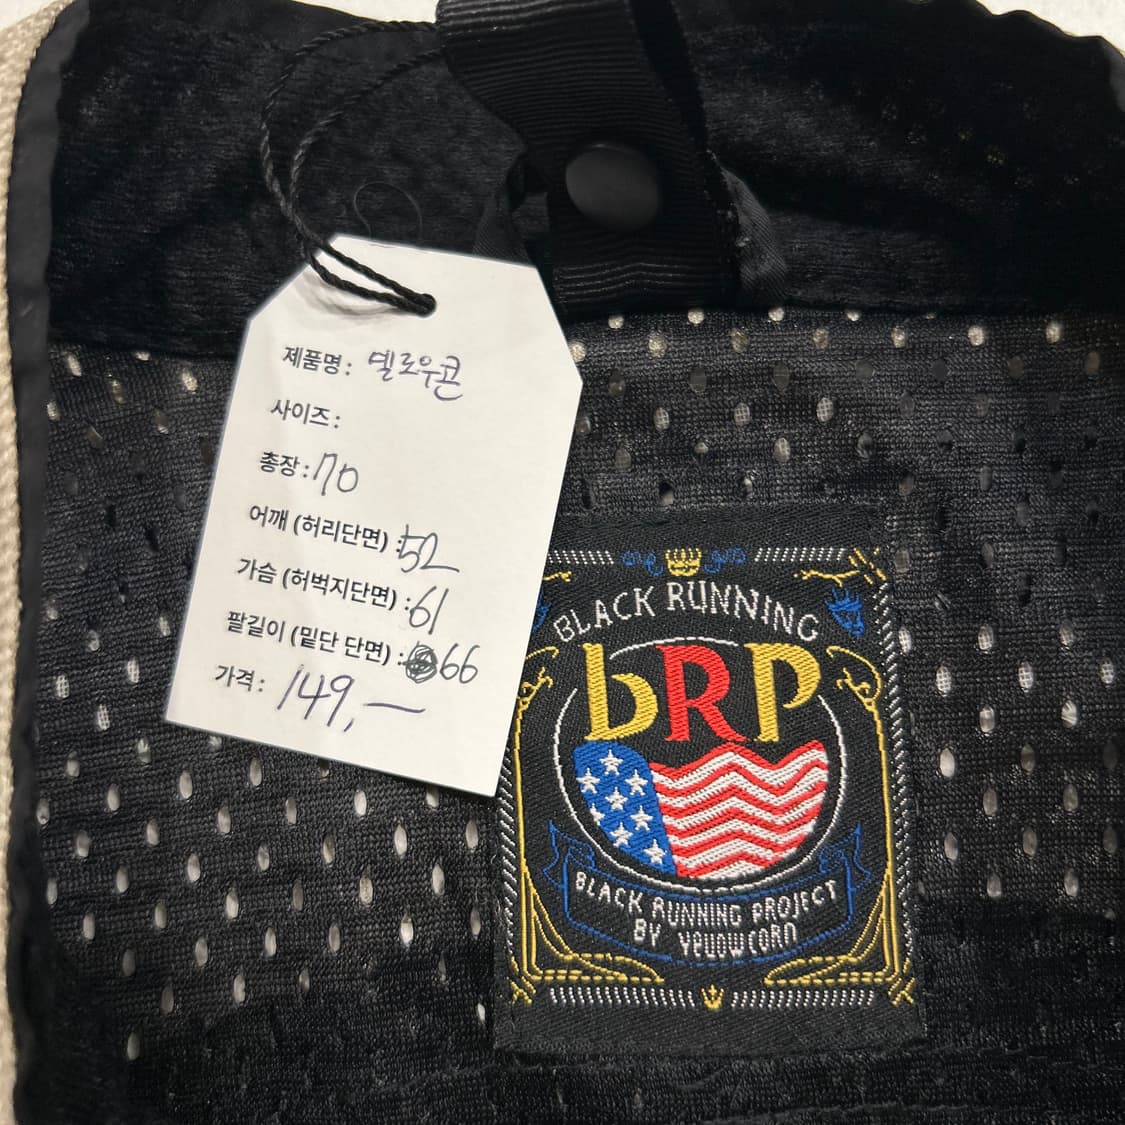 제품명: 옐로우콘
사이즈:
총장: 70
어깨 (허리단면) : 52
가슴 (허벅지단면) : 61
팔길이 (밑단 단면) : 66
가격: 149,—
BLACK RUNNING
bRP
BLACK RUNNING PROJECT
BY YELLOWCORN